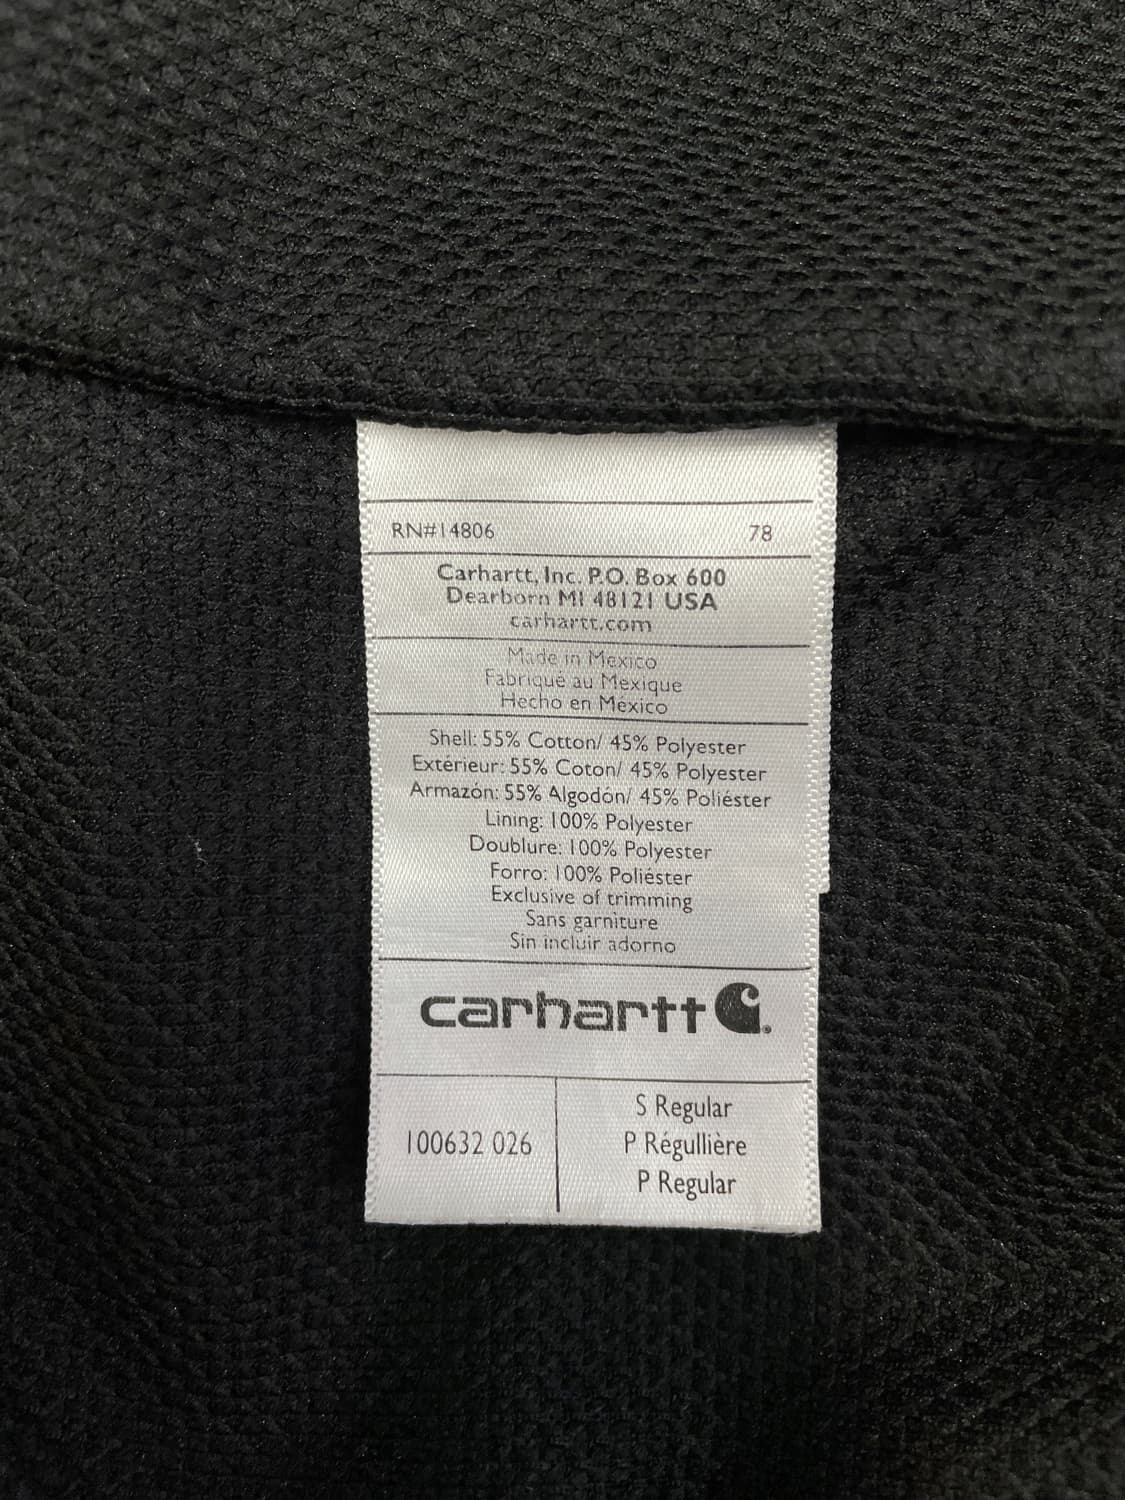 RN#14806 78
Carhartt, Inc. P.O. Box 600
Dearborn MI 48121 USA
carhartt.com
Made in Mexico
Fabriqué au Mexique
Hecho en México
Shell: 55% Cotton/ 45% Polyester
Extérieur: 55% Coton/ 45% Polyester
Armazón: 55% Algodón/ 45% Poliéster
Lining: 100% Polyester
Doublure: 100% Polyester
Forro: 100% Poliéster
Exclusive of trimming
Sans garniture
Sin incluir adorno
carhartt
100632 026
S Regular
P Régullière
P Regular